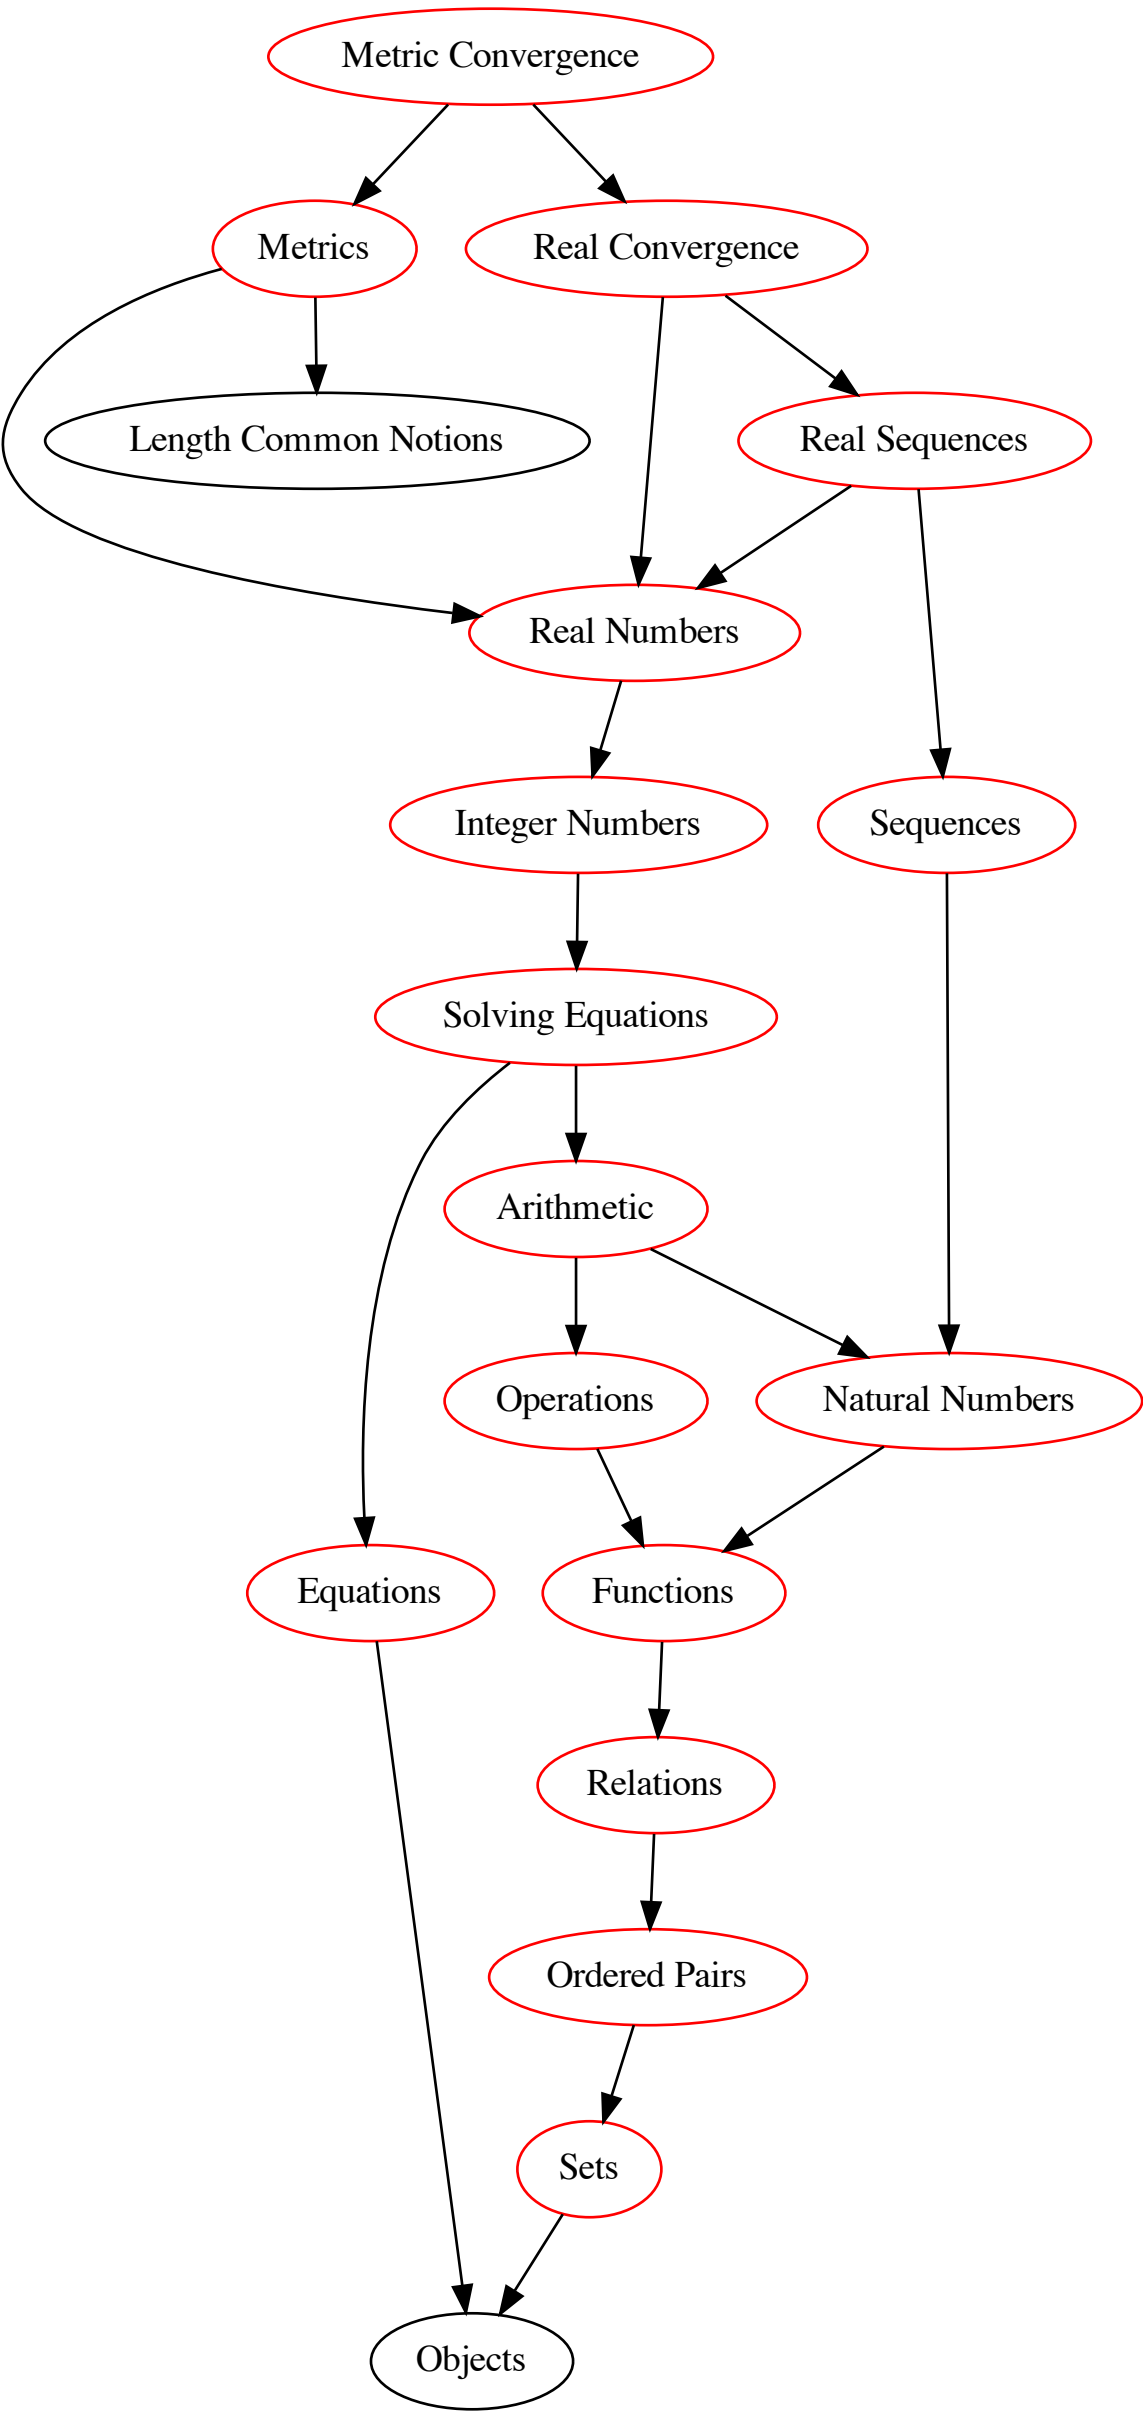 Metric Convergence
Metrics
Real Convergence
Length Common Notions
Real Sequences
Real Numbers
Integer Numbers
Sequences
Solving Equations
Arithmetic
Operations
Natural Numbers
Equations
Functions
Relations
Ordered Pairs
Sets
Objects